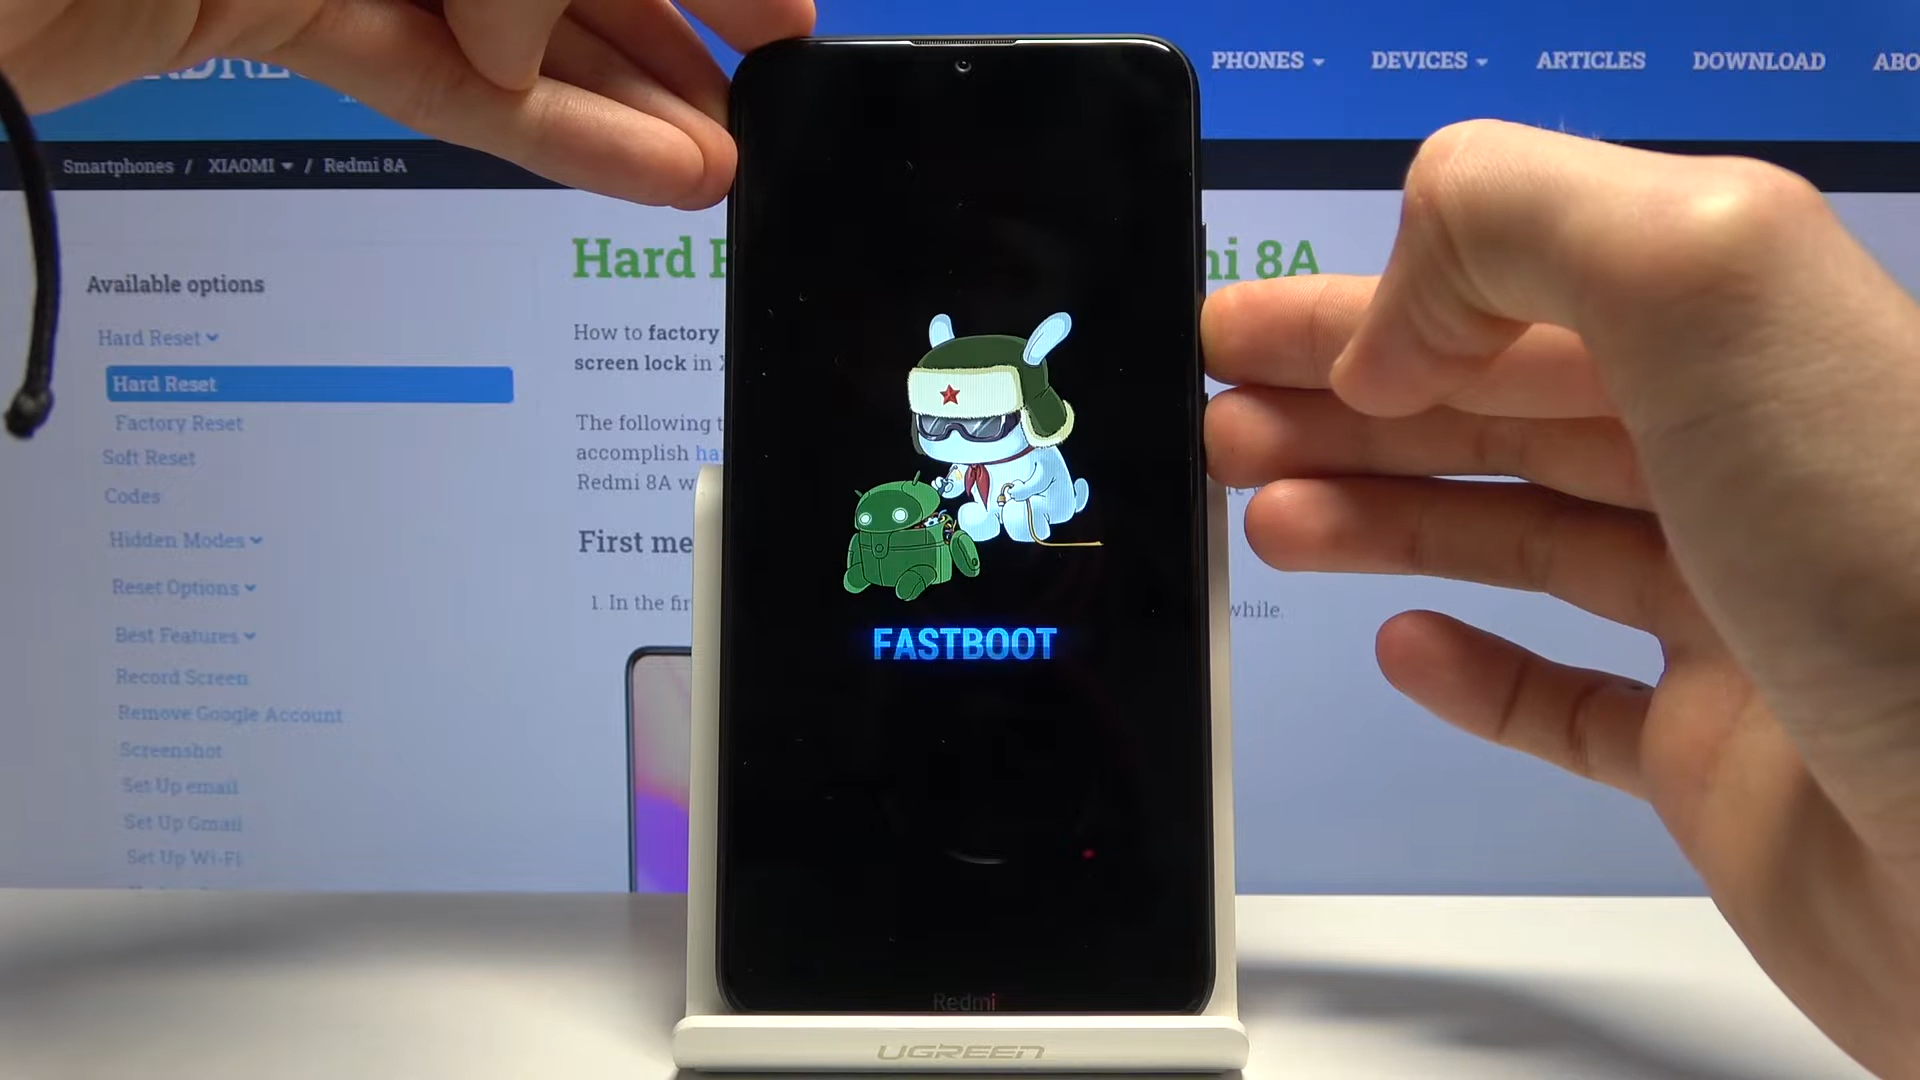 PHONES DEVICES ARTICLES DOWNLOAD ABO
Smartphones / XIAOMI / Redmi 8A
Hard mi 8A
Available options
Hard Reset
Hard Reset
Factory Reset
Soft Reset
Codes
Hidden Modes
Reset Options
Best Features
Record Screen
Remove Google Account
Screenshot
Set Up email
Set Up Gmail
Set Up Wi-Fi
How to factory
screen lock in
The following t
accomplish ha
Redmi 8A w
First me
1. In the fir while.
FASTBOOT
Redmi
UGREEN